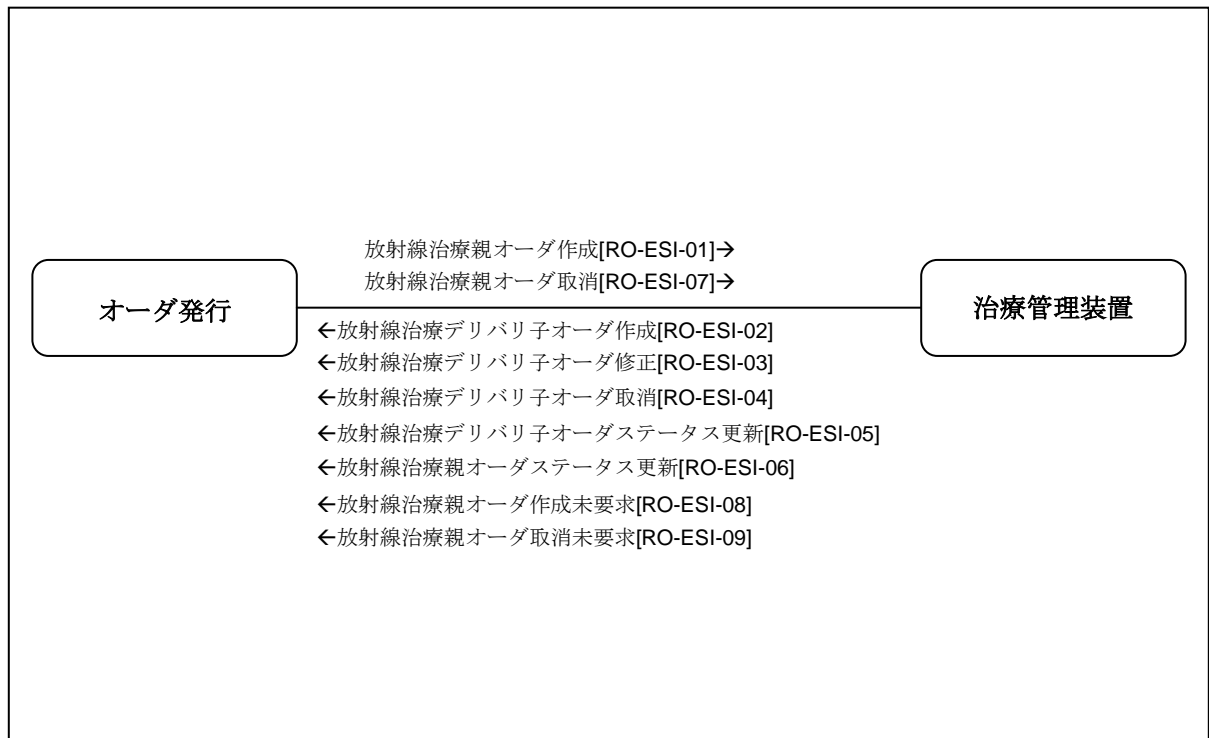 放射線治療親オーダ作成[RO-ESI-01]→
放射線治療親オーダ取消[RO-ESI-07]→
オーダ発行
治療管理装置
←放射線治療デリバリ子オーダ作成[RO-ESI-02]
←放射線治療デリバリ子オーダ修正[RO-ESI-03]
←放射線治療デリバリ子オーダ取消[RO-ESI-04]
←放射線治療デリバリ子オーダステータス更新[RO-ESI-05]
←放射線治療親オーダステータス更新[RO-ESI-06]
←放射線治療親オーダ作成未要求[RO-ESI-08]
←放射線治療親オーダ取消未要求[RO-ESI-09]